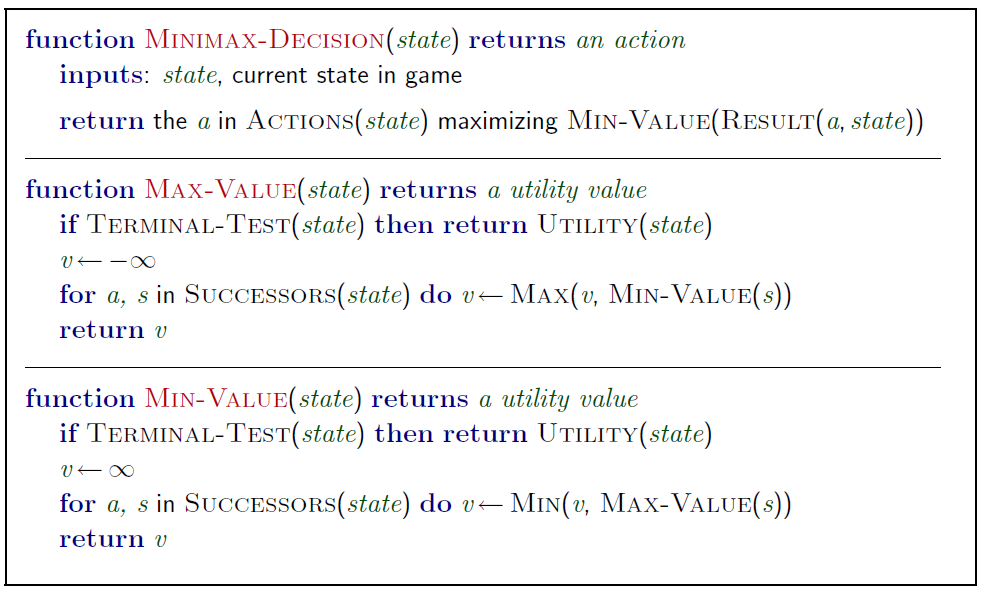 function MINIMAX-DECISION(state) returns an action
inputs: state, current state in game
return the a in ACTIONS(state) maximizing MIN-VALUE(RESULT(a, state))
function MAX-VALUE(state) returns a utility value
if TERMINAL-TEST(state) then return UTILITY(state)
v ← −∞
for a, s in SUCCESSORS(state) do v ← MAX(v, MIN-VALUE(s))
return v
function MIN-VALUE(state) returns a utility value
if TERMINAL-TEST(state) then return UTILITY(state)
v ← ∞
for a, s in SUCCESSORS(state) do v ← MIN(v, MAX-VALUE(s))
return v